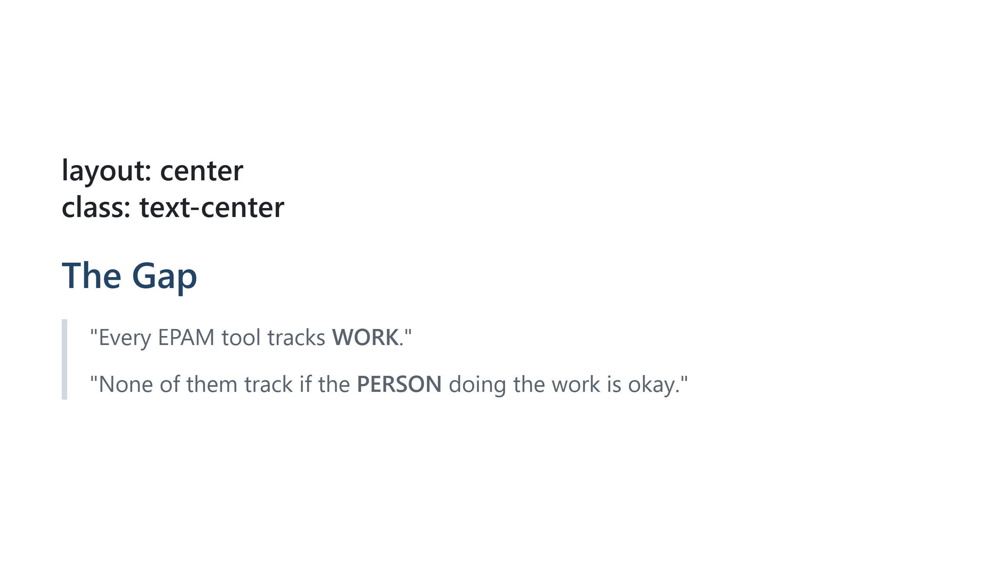 layout: center
class: text-center
The Gap
"Every EPAM tool tracks WORK."
"None of them track if the PERSON doing the work is okay."